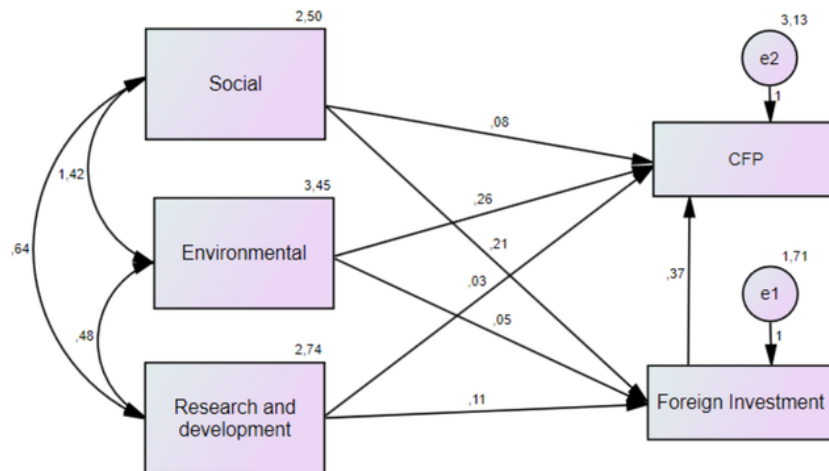 2,50
Social
3,13
e2
1
CFP
,08
1,42
3,45
Environmental
,26
,21
,64
,03
,37
1,71
e1
,05
,48
1
2,74
Research and
development
,11
Foreign Investment